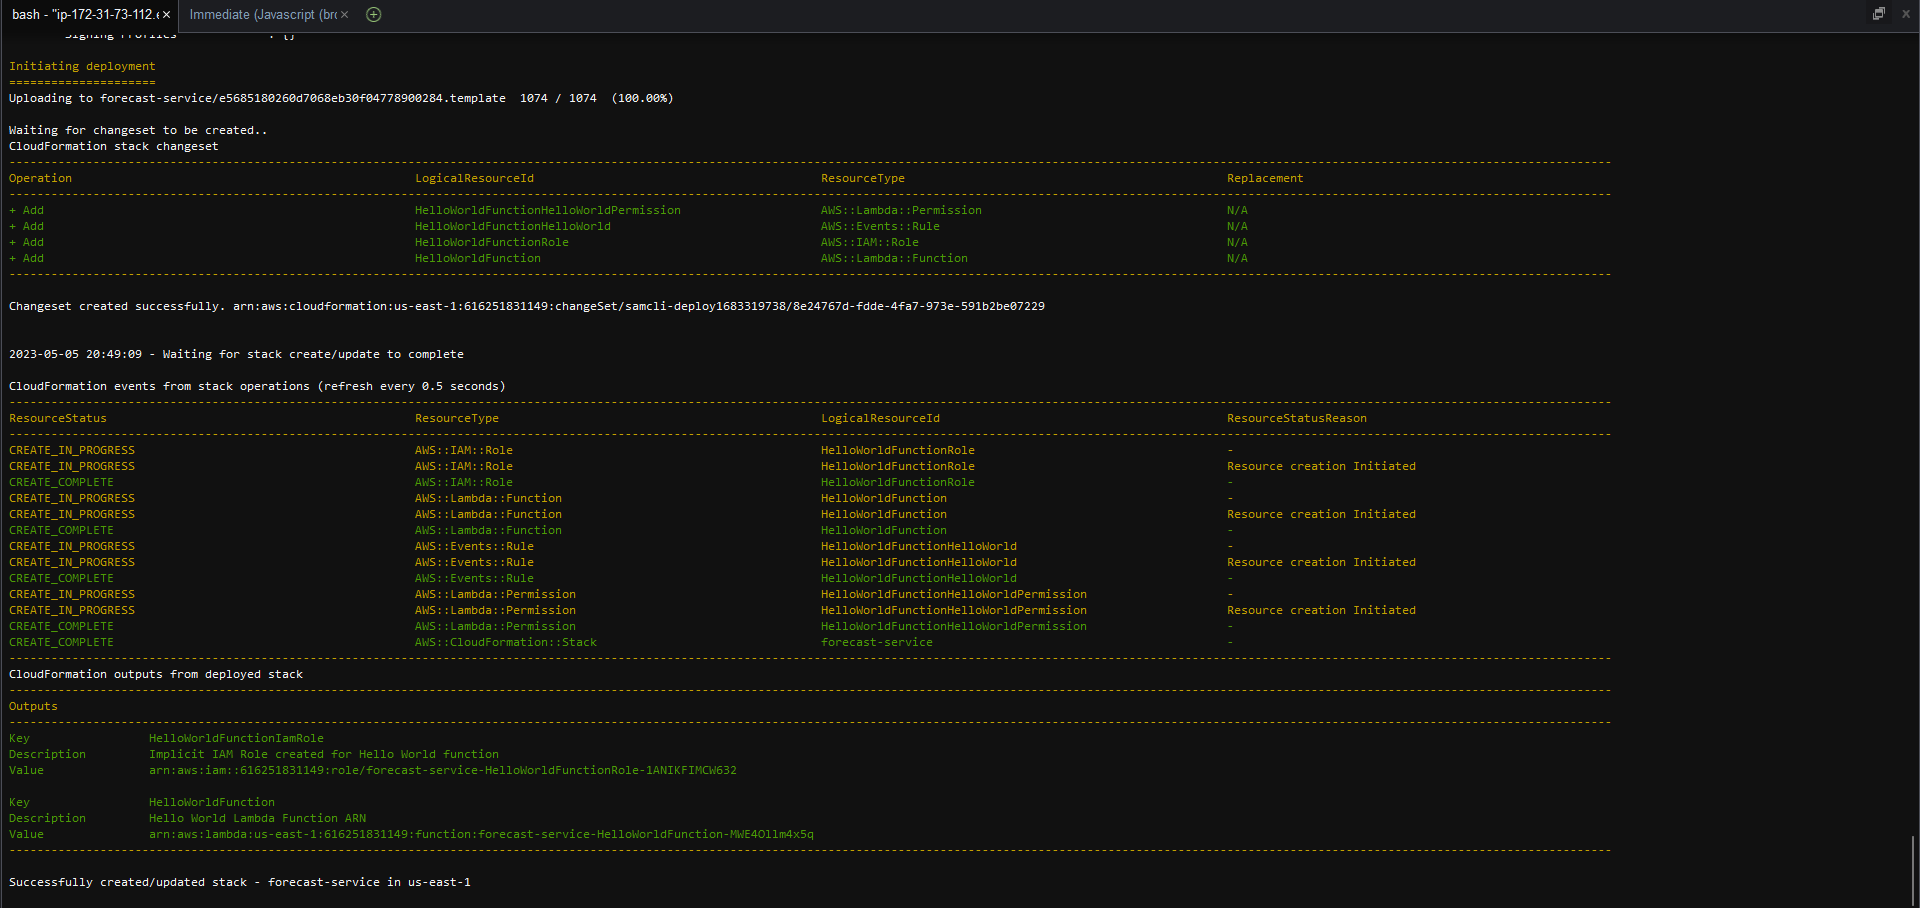 bash - "ip-172-31-73-112.e
Immediate (Javascript (bro
Signing Profiles : {}
Initiating deployment
=====================
Uploading to forecast-service/e5685180260d7068eb30f04778900284.template 1074 / 1074 (100.00%)
Waiting for changeset to be created..
CloudFormation stack changeset
Operation LogicalResourceId ResourceType Replacement
+ Add HelloWorldFunctionHelloWorldPermission AWS::Lambda::Permission N/A
+ Add HelloWorldFunctionHelloWorld AWS::Events::Rule N/A
+ Add HelloWorldFunctionRole AWS::IAM::Role N/A
+ Add HelloWorldFunction AWS::Lambda::Function N/A
Changeset created successfully. arn:aws:cloudformation:us-east-1:616251831149:changeSet/samcli-deploy1683319738/8e24767d-fdde-4fa7-973e-591b2be07229
2023-05-05 20:49:09 - Waiting for stack create/update to complete
CloudFormation events from stack operations (refresh every 0.5 seconds)
ResourceStatus ResourceType LogicalResourceId ResourceStatusReason
CREATE_IN_PROGRESS AWS::IAM::Role HelloWorldFunctionRole -
CREATE_IN_PROGRESS AWS::IAM::Role HelloWorldFunctionRole Resource creation Initiated
CREATE_COMPLETE AWS::IAM::Role HelloWorldFunctionRole -
CREATE_IN_PROGRESS AWS::Lambda::Function HelloWorldFunction -
CREATE_IN_PROGRESS AWS::Lambda::Function HelloWorldFunction Resource creation Initiated
CREATE_COMPLETE AWS::Lambda::Function HelloWorldFunction -
CREATE_IN_PROGRESS AWS::Events::Rule HelloWorldFunctionHelloWorld -
CREATE_IN_PROGRESS AWS::Events::Rule HelloWorldFunctionHelloWorld Resource creation Initiated
CREATE_COMPLETE AWS::Events::Rule HelloWorldFunctionHelloWorld -
CREATE_IN_PROGRESS AWS::Lambda::Permission HelloWorldFunctionHelloWorldPermission -
CREATE_IN_PROGRESS AWS::Lambda::Permission HelloWorldFunctionHelloWorldPermission Resource creation Initiated
CREATE_COMPLETE AWS::Lambda::Permission HelloWorldFunctionHelloWorldPermission -
CREATE_COMPLETE AWS::CloudFormation::Stack forecast-service -
CloudFormation outputs from deployed stack
Outputs
Key HelloWorldFunctionIamRole
Description Implicit IAM Role created for Hello World function
Value arn:aws:iam::616251831149:role/forecast-service-HelloWorldFunctionRole-1ANIKFIMCW632
Key HelloWorldFunction
Description Hello World Lambda Function ARN
Value arn:aws:lambda:us-east-1:616251831149:function:forecast-service-HelloWorldFunction-MWE4Ollm4x5q
Successfully created/updated stack - forecast-service in us-east-1